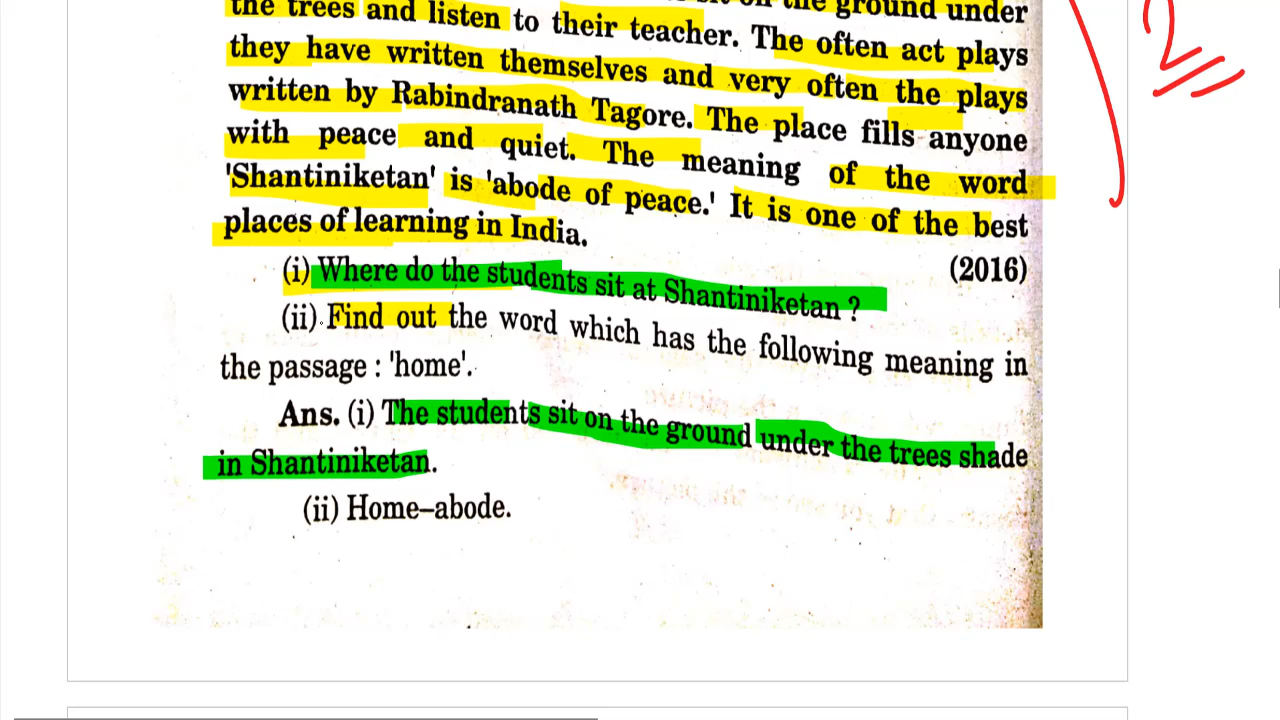 the trees and listen to their teacher. The often act plays
they have written themselves and very often the plays
written by Rabindranath Tagore. The place fills anyone
with peace and quiet. The meaning of the word
'Shantiniketan' is 'abode of peace.' It is one of the best
places of learning in India.
(2016)
(i) Where do the students sit at Shantiniketan ?
(ii) Find out the word which has the following meaning in
the passage : 'home'.
Ans. (i) The students sit on the ground under the trees shade
in Shantiniketan.
(ii) Home–abode.
2